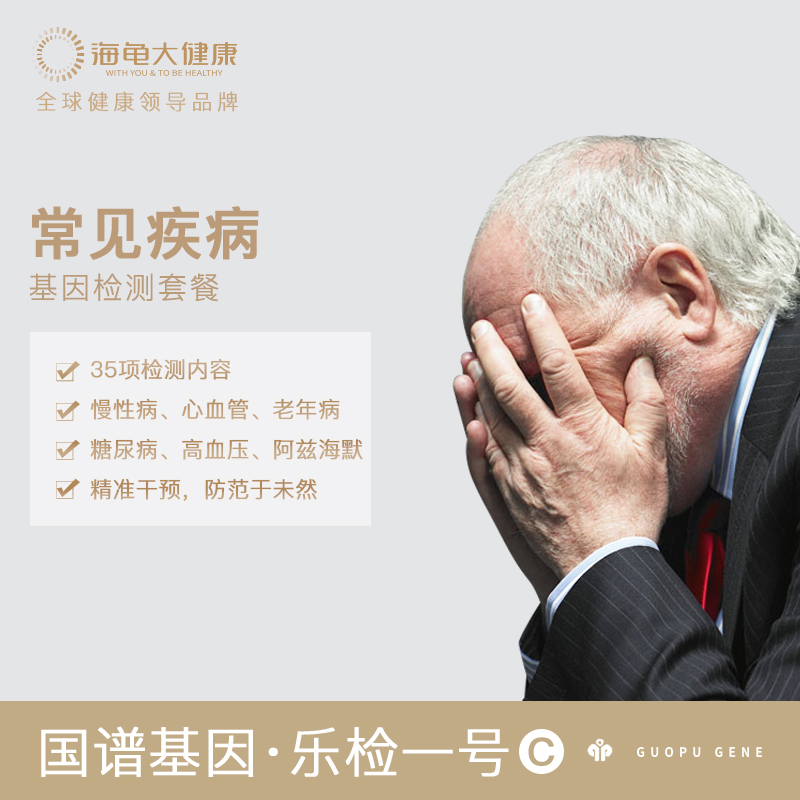 海龟大健康
WITH YOU & TO BE HEALTHY
全球健康领导品牌
常见疾病
基因检测套餐
35项检测内容
慢性病、心血管、老年病
糖尿病、高血压、阿兹海默
精准干预，防范于未然
国谱基因·乐检一号C GUOPU GENE